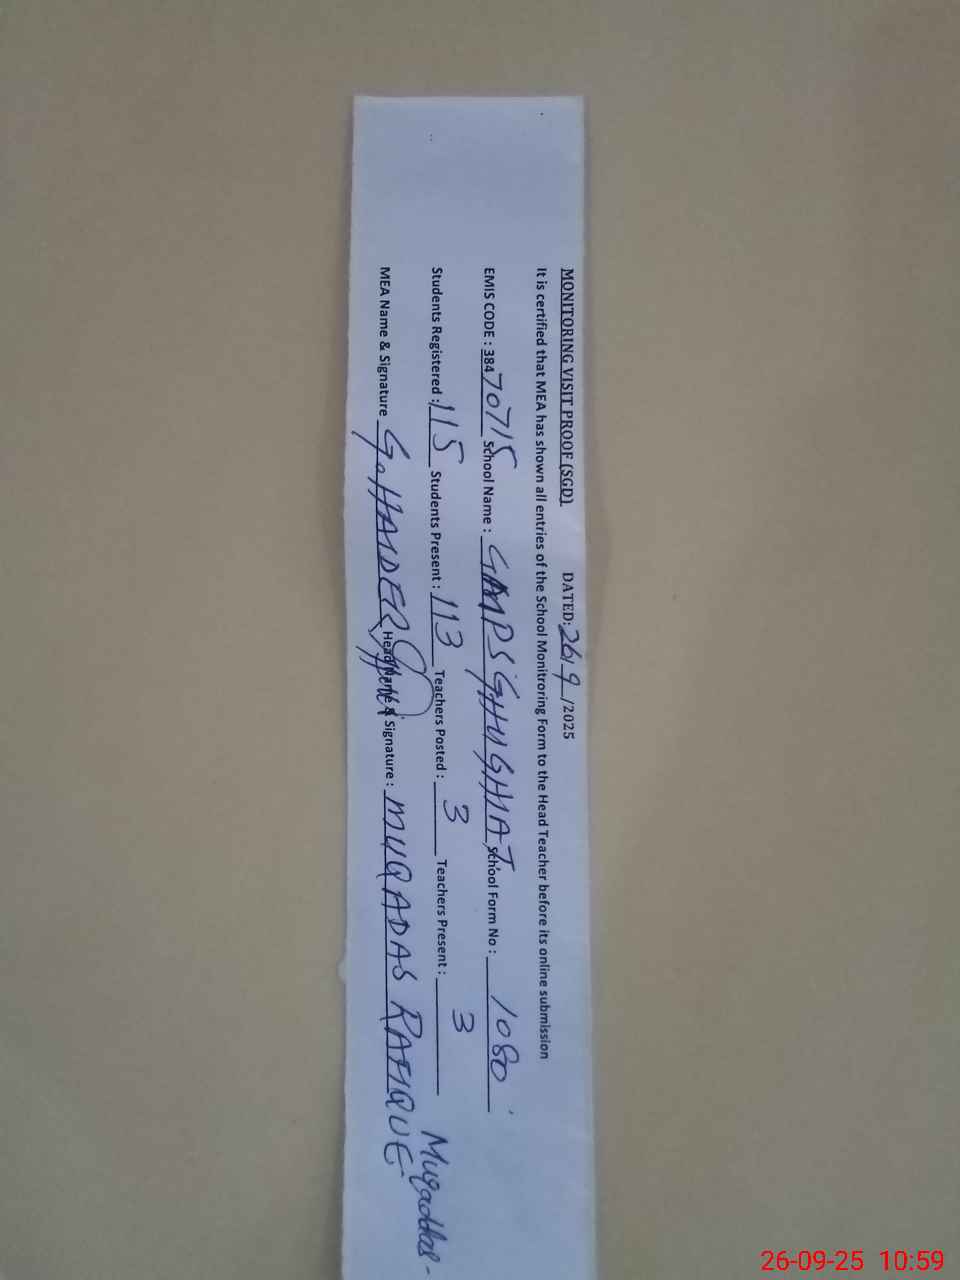 MONITORING VISIT PROOF (SGD) DATED: 26/9/2025
It is certified that MEA has shown all entries of the School Monitroring Form to the Head Teacher before its online submission
EMIS CODE : 38470715 School Name : GMPS GHUGHIAT School Form No : 1080
Students Registered : 115 Students Present : 113 Teachers Posted : 3 Teachers Present : 3
MEA Name & Signature G. HAIDER Head Name & Signature : MUQADAS RAFIQUE
Muqaddas
26-09-25 10:59